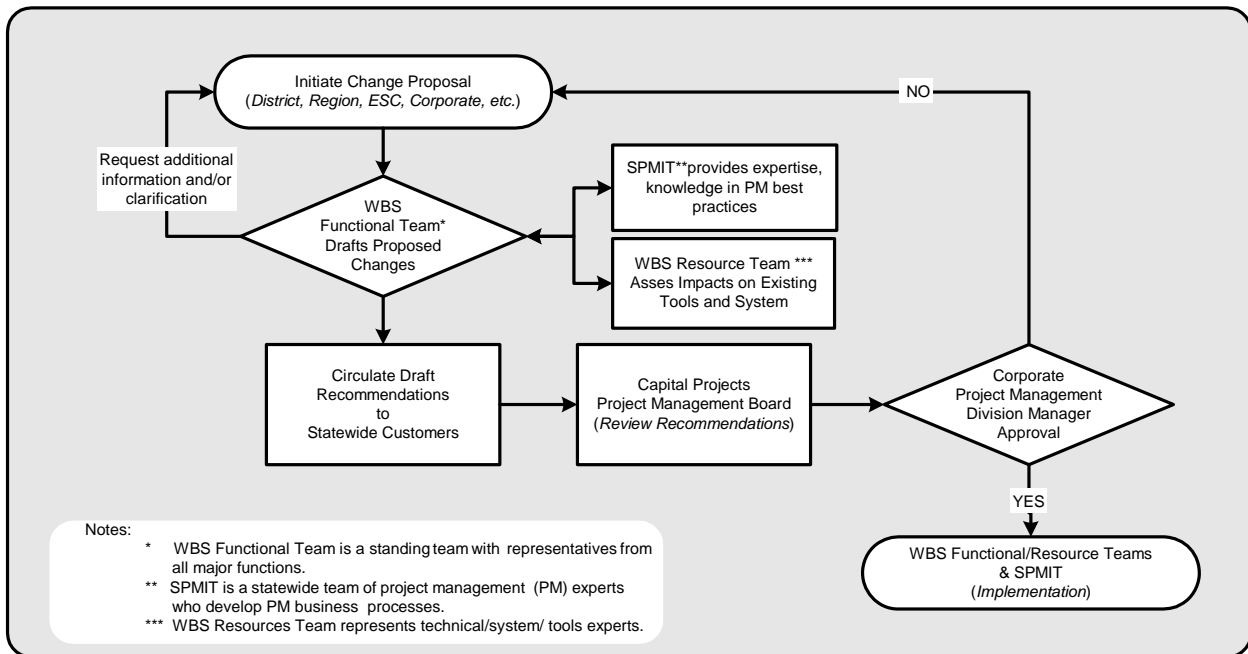 Initiate Change Proposal
(District, Region, ESC, Corporate, etc.)
NO
Request additional
information and/or
clarification
SPMIT**provides expertise,
knowledge in PM best
practices
WBS
Functional Team*
Drafts Proposed
Changes
WBS Resource Team ***
Asses Impacts on Existing
Tools and System
Circulate Draft
Recommendations
to
Statewide Customers
Capital Projects
Project Management Board
(Review Recommendations)
Corporate
Project Management
Division Manager
Approval
YES
WBS Functional/Resource Teams
& SPMIT
(Implementation)
Notes:
* WBS Functional Team is a standing team with representatives from
all major functions.
** SPMIT is a statewide team of project management (PM) experts
who develop PM business processes.
*** WBS Resources Team represents technical/system/ tools experts.